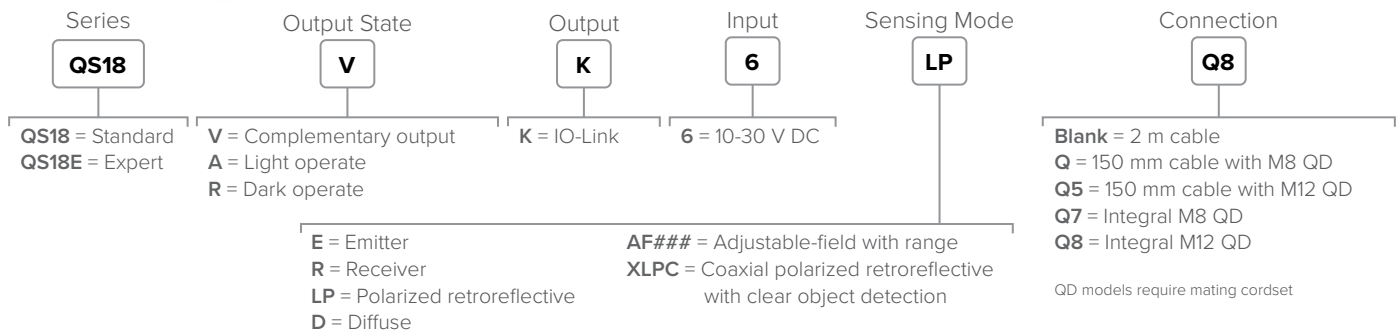 Series
Output State
Output
Input
Sensing Mode
Connection
QS18
V
K
6
LP
Q8
QS18 = Standard
QS18E = Expert
V = Complementary output
A = Light operate
R = Dark operate
K = IO-Link
6 = 10-30 V DC
Blank = 2 m cable
Q = 150 mm cable with M8 QD
Q5 = 150 mm cable with M12 QD
Q7 = Integral M8 QD
Q8 = Integral M12 QD
QD models require mating cordset
E = Emitter
R = Receiver
LP = Polarized retroreflective
D = Diffuse
AF### = Adjustable-field with range
XLPC = Coaxial polarized retroreflective
with clear object detection